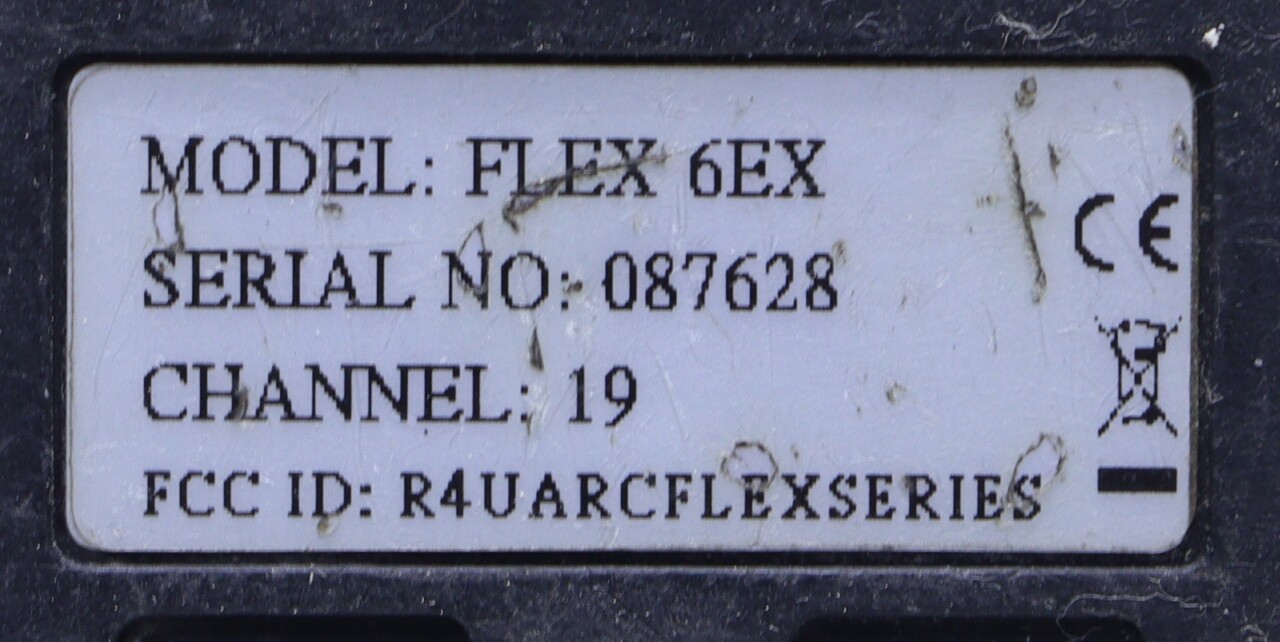 MODEL: FLEX 6EX
SERIAL NO: 087628
CHANNEL: 19
FCC ID: R4UARCFLEXSERIES
CE